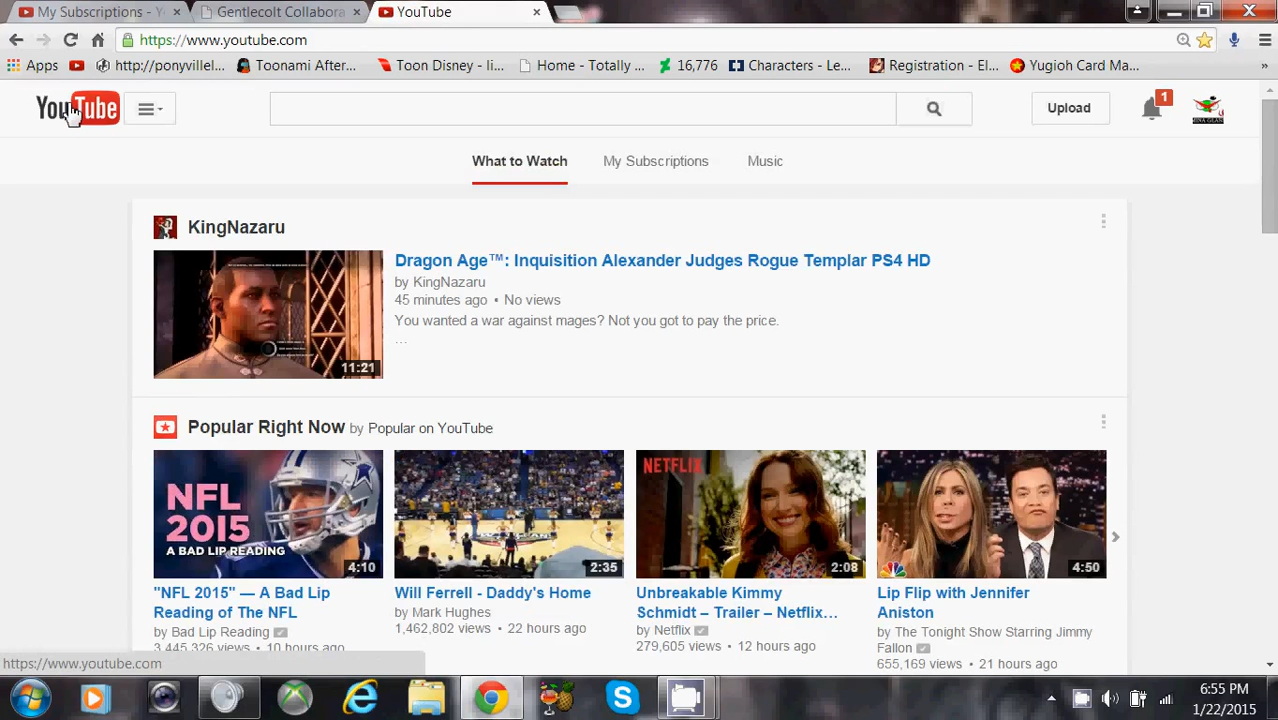 My Subscriptions - Y
Gentlecolt Collabora
YouTube
https://www.youtube.com
Apps
http://ponyvillel...
Toonami After...
Toon Disney - li...
Home - Totally ...
16,776
Characters - Le...
Registration - El...
Yugioh Card Ma...
»
YouTube
Upload
1
What to Watch
My Subscriptions
Music
KingNazaru
Dragon Age™: Inquisition Alexander Judges Rogue Templar PS4 HD
by KingNazaru
45 minutes ago • No views
You wanted a war against mages? Not you got to pay the price.
...
11:21
Popular Right Now by Popular on YouTube
NFL
2015
A BAD LIP READING
4:10
2:35
NETFLIX
2:08
4:50
"NFL 2015" — A Bad Lip
Reading of The NFL
by Bad Lip Reading
3,445,326 views • 10 hours ago
Will Ferrell - Daddy's Home
by Mark Hughes
1,462,802 views • 22 hours ago
Unbreakable Kimmy
Schmidt – Trailer – Netflix...
by Netflix
279,605 views • 12 hours ago
Lip Flip with Jennifer
Aniston
by The Tonight Show Starring Jimmy
Fallon
655,169 views • 21 hours ago
https://www.youtube.com
6:55 PM
1/22/2015